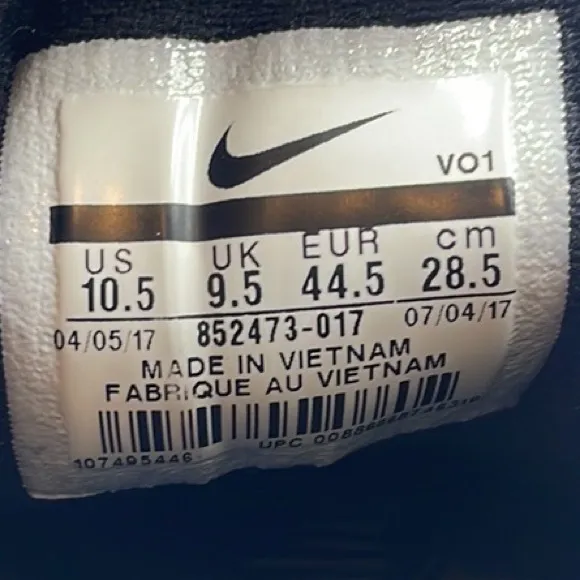 VO1
US UK EUR cm
10.5 9.5 44.5 28.5
04/05/17 852473-017 07/04/17
MADE IN VIETNAM
FABRIQUE AU VIETNAM
107495446 UPC